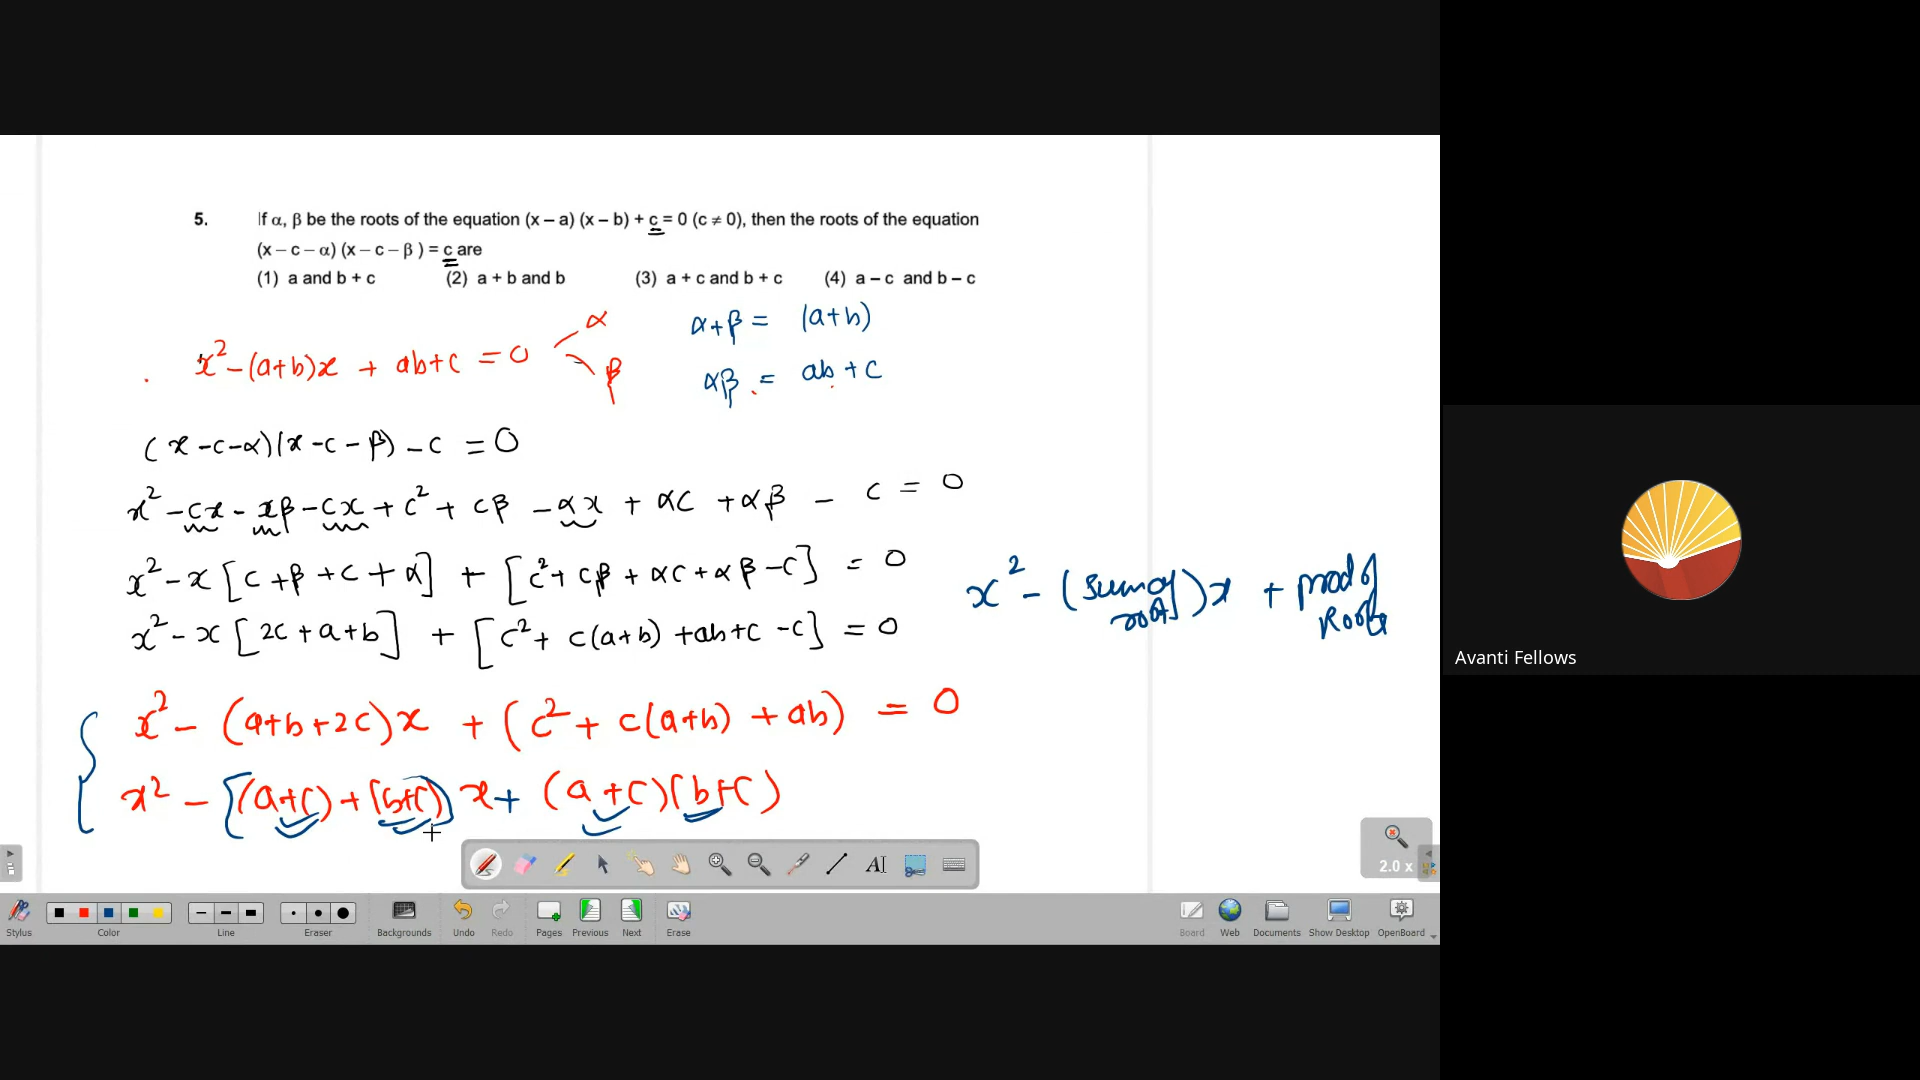 5. If α, β be the roots of the equation (x – a) (x – b) + c = 0 (c ≠ 0), then the roots of the equation
(x – c – α) (x – c – β ) = c are
(1) a and b + c (2) a + b and b (3) a + c and b + c (4) a – c and b – c
x² - (a+b)x + ab+c = 0
α
β
α+β = (a+b)
αβ = ab + c
(x -c-α)(x -c-β) -c = 0
x² - cx - xβ - cx + c² + cβ - αx + αc + αβ - c = 0
x² - x [c +β + c + α] + [c² + cβ + αc + αβ - c] = 0
x² - x [2c + a + b] + [c² + c(a+b) + ab + c - c] = 0
x² - (sum of roots) x + prod of Roots
x² - (a+b+2c)x + (c² + c(a+b) + ab) = 0
x² - [(a+c) + (b+c)] x + (a+c)(b+c)
2.0 x
Stylus Color Line Eraser Backgrounds Undo Redo Pages Previous Next Erase Board Web Documents Show Desktop OpenBoard
Avanti Fellows